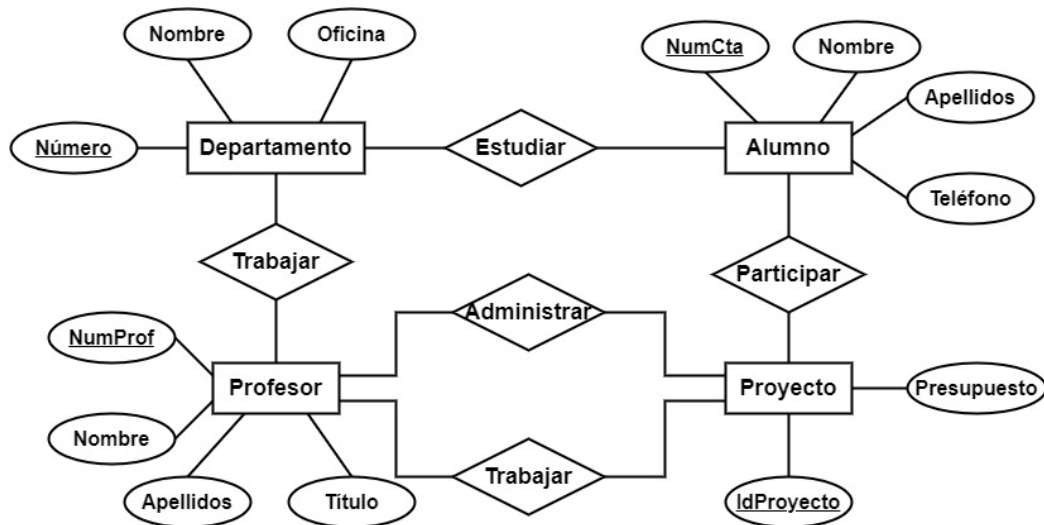 Nombre
Oficina
NumCta
Nombre
Apellidos
Número
Departamento
Estudiar
Alumno
Teléfono
Trabajar
Participar
Administrar
NumProf
Profesor
Proyecto
Presupuesto
Nombre
Trabajar
Apellidos
Título
IdProyecto